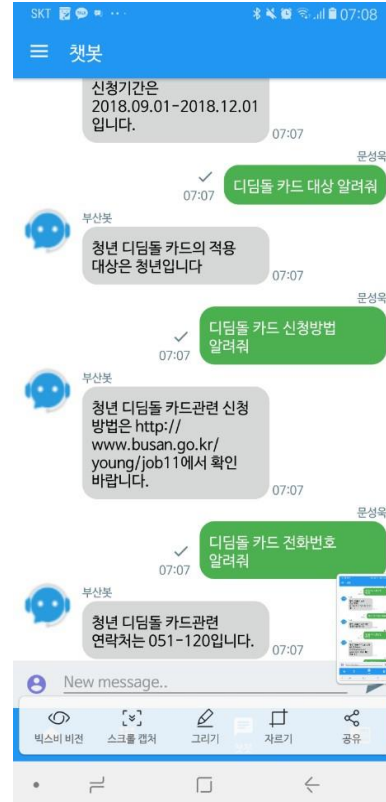 SKT 07:08
챗봇
신청기간은
2018.09.01-2018.12.01
입니다.
07:07
문성욱
디딤돌 카드 대상 알려줘
07:07
부산봇
청년 디딤돌 카드의 적용
대상은 청년입니다
07:07
문성욱
디딤돌 카드 신청방법
알려줘
07:07
부산봇
청년 디딤돌 카드관련 신청
방법은 http://
www.busan.go.kr/
young/job11에서 확인
바랍니다.
07:07
문성욱
디딤돌 카드 전화번호
알려줘
07:07
부산봇
청년 디딤돌 카드관련
연락처는 051-120입니다.
07:07
New message..
빅스비 비전 스크롤 캡처 그리기 자르기 공유